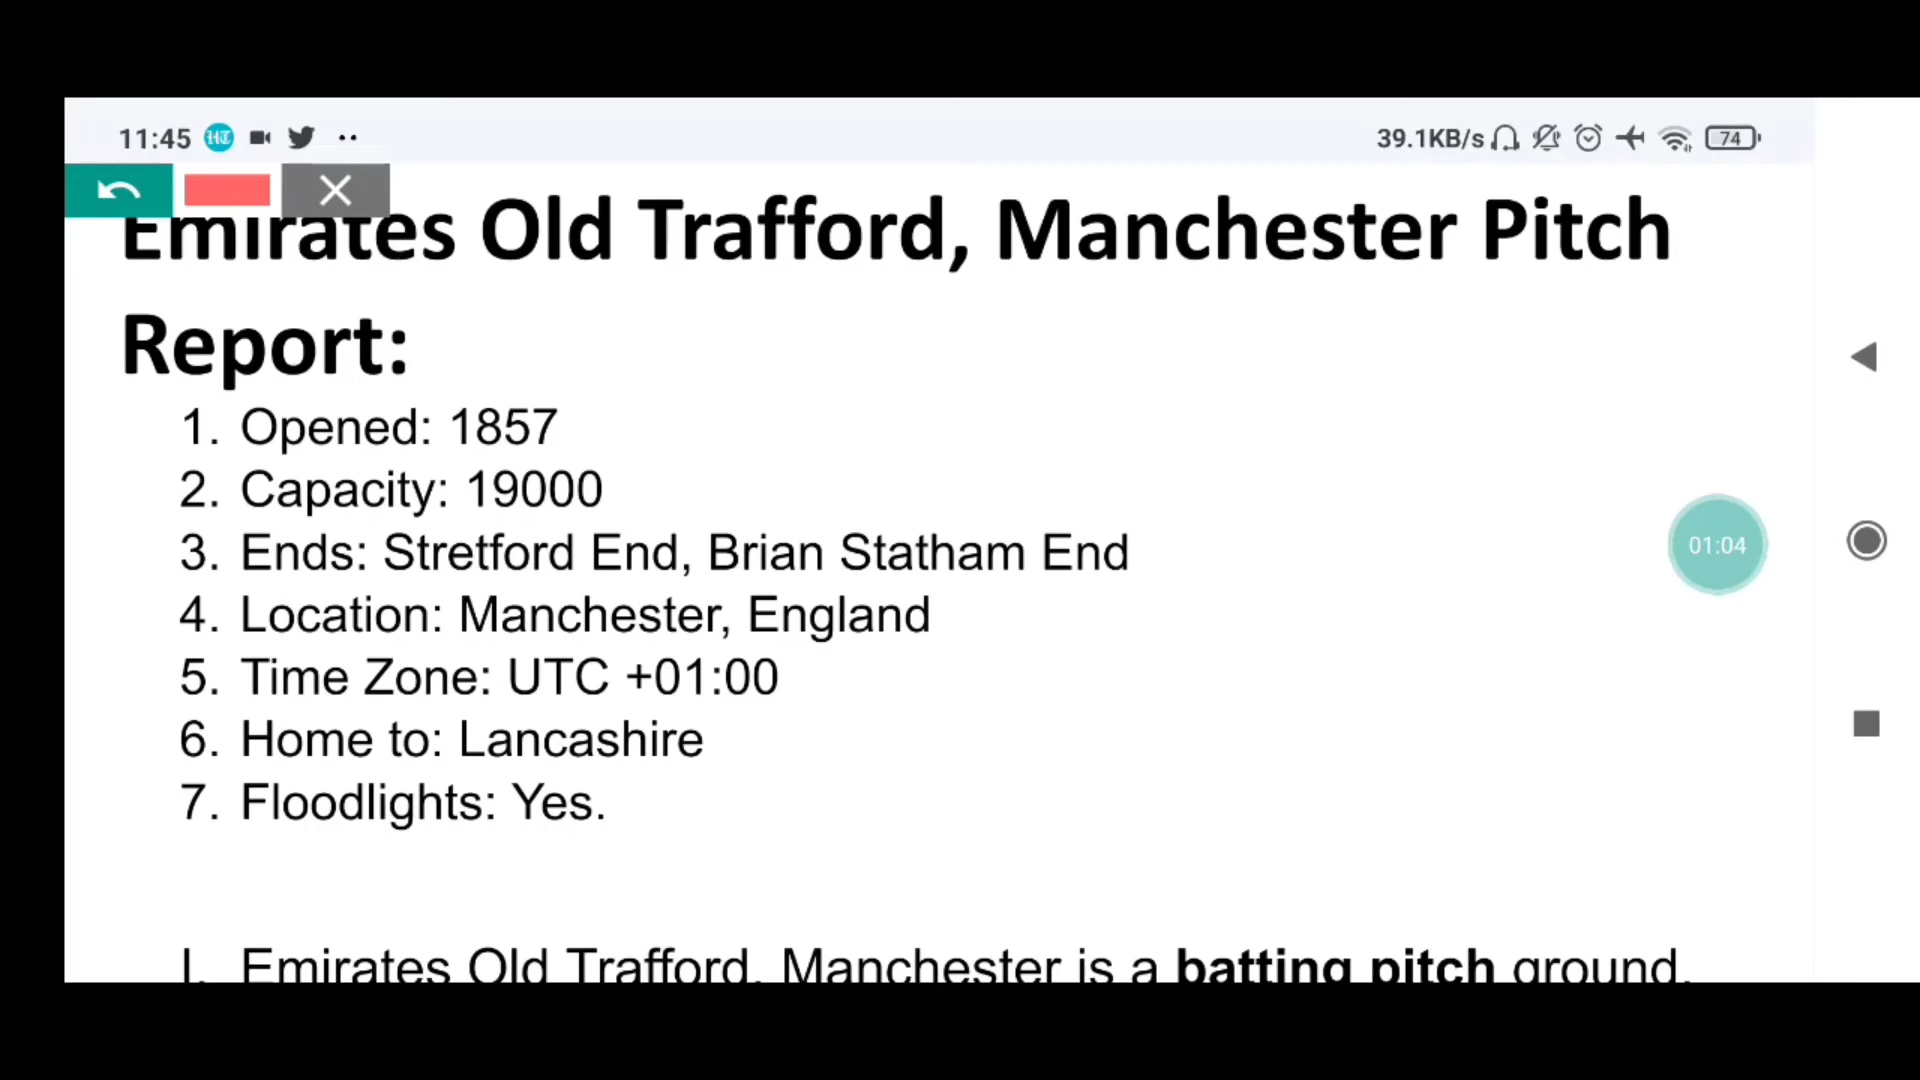 11:45 39.1KB/s 74
Emirates Old Trafford, Manchester Pitch
Report:
1. Opened: 1857
2. Capacity: 19000
3. Ends: Stretford End, Brian Statham End
01:04
4. Location: Manchester, England
5. Time Zone: UTC +01:00
6. Home to: Lancashire
7. Floodlights: Yes.
I. Emirates Old Trafford, Manchester is a batting pitch ground.